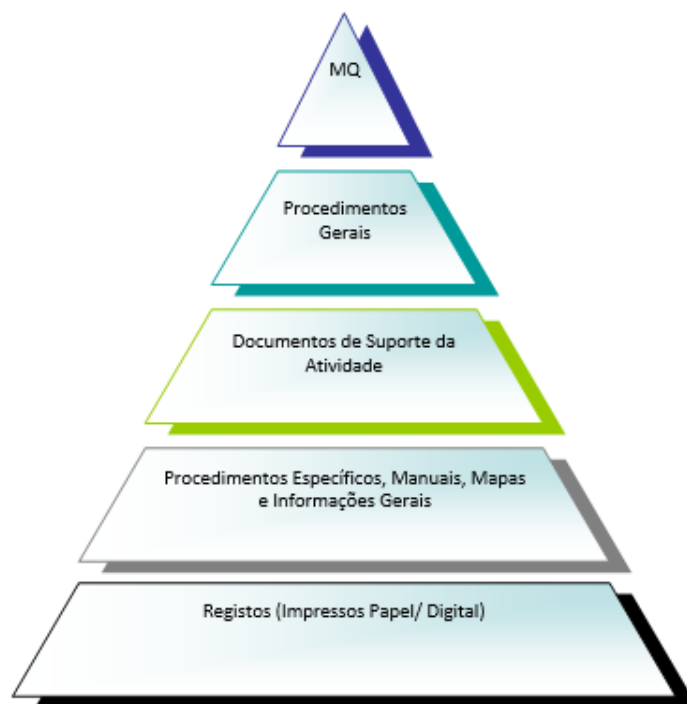 MQ
Procedimentos
Gerais
Documentos de Suporte da
Atividade
Procedimentos Específicos, Manuais, Mapas
e Informações Gerais
Registos (Impressos Papel/ Digital)